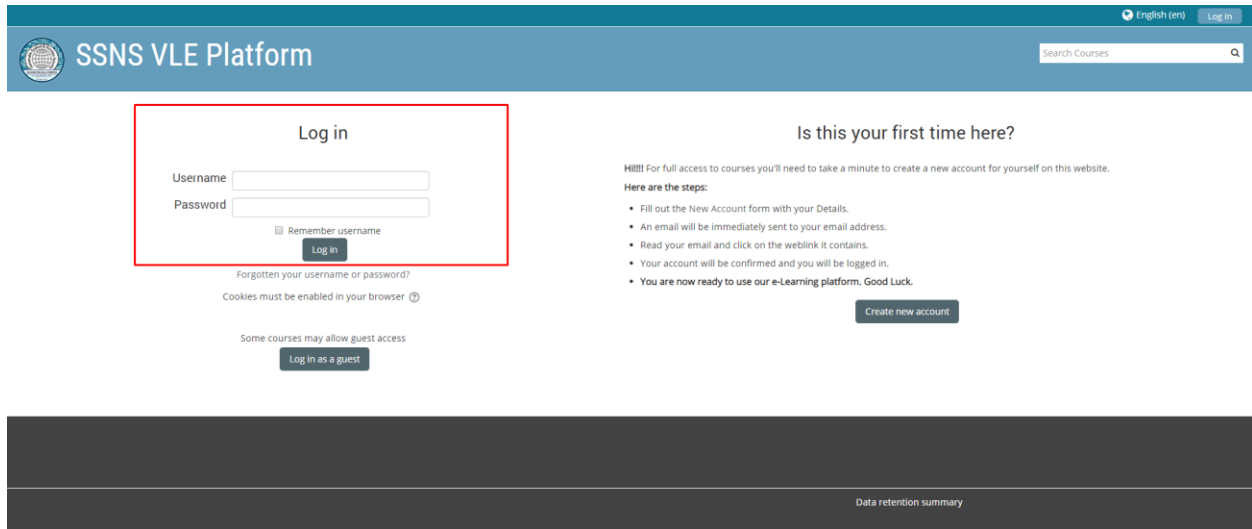 English (en)
Log In
SSNS VLE Platform
Search Courses
Log in
Username
Password
Remember username
Log in
Forgotten your username or password?
Cookies must be enabled in your browser
Some courses may allow guest access
Log in as a guest
Is this your first time here?
Hi!!!! For full access to courses you'll need to take a minute to create a new account for yourself on this website.
Here are the steps:
• Fill out the New Account form with your Details.
• An email will be immediately sent to your email address.
• Read your email and click on the weblink it contains.
• Your account will be confirmed and you will be logged in.
• You are now ready to use our e-Learning platform. Good Luck.
Create new account
Data retention summary